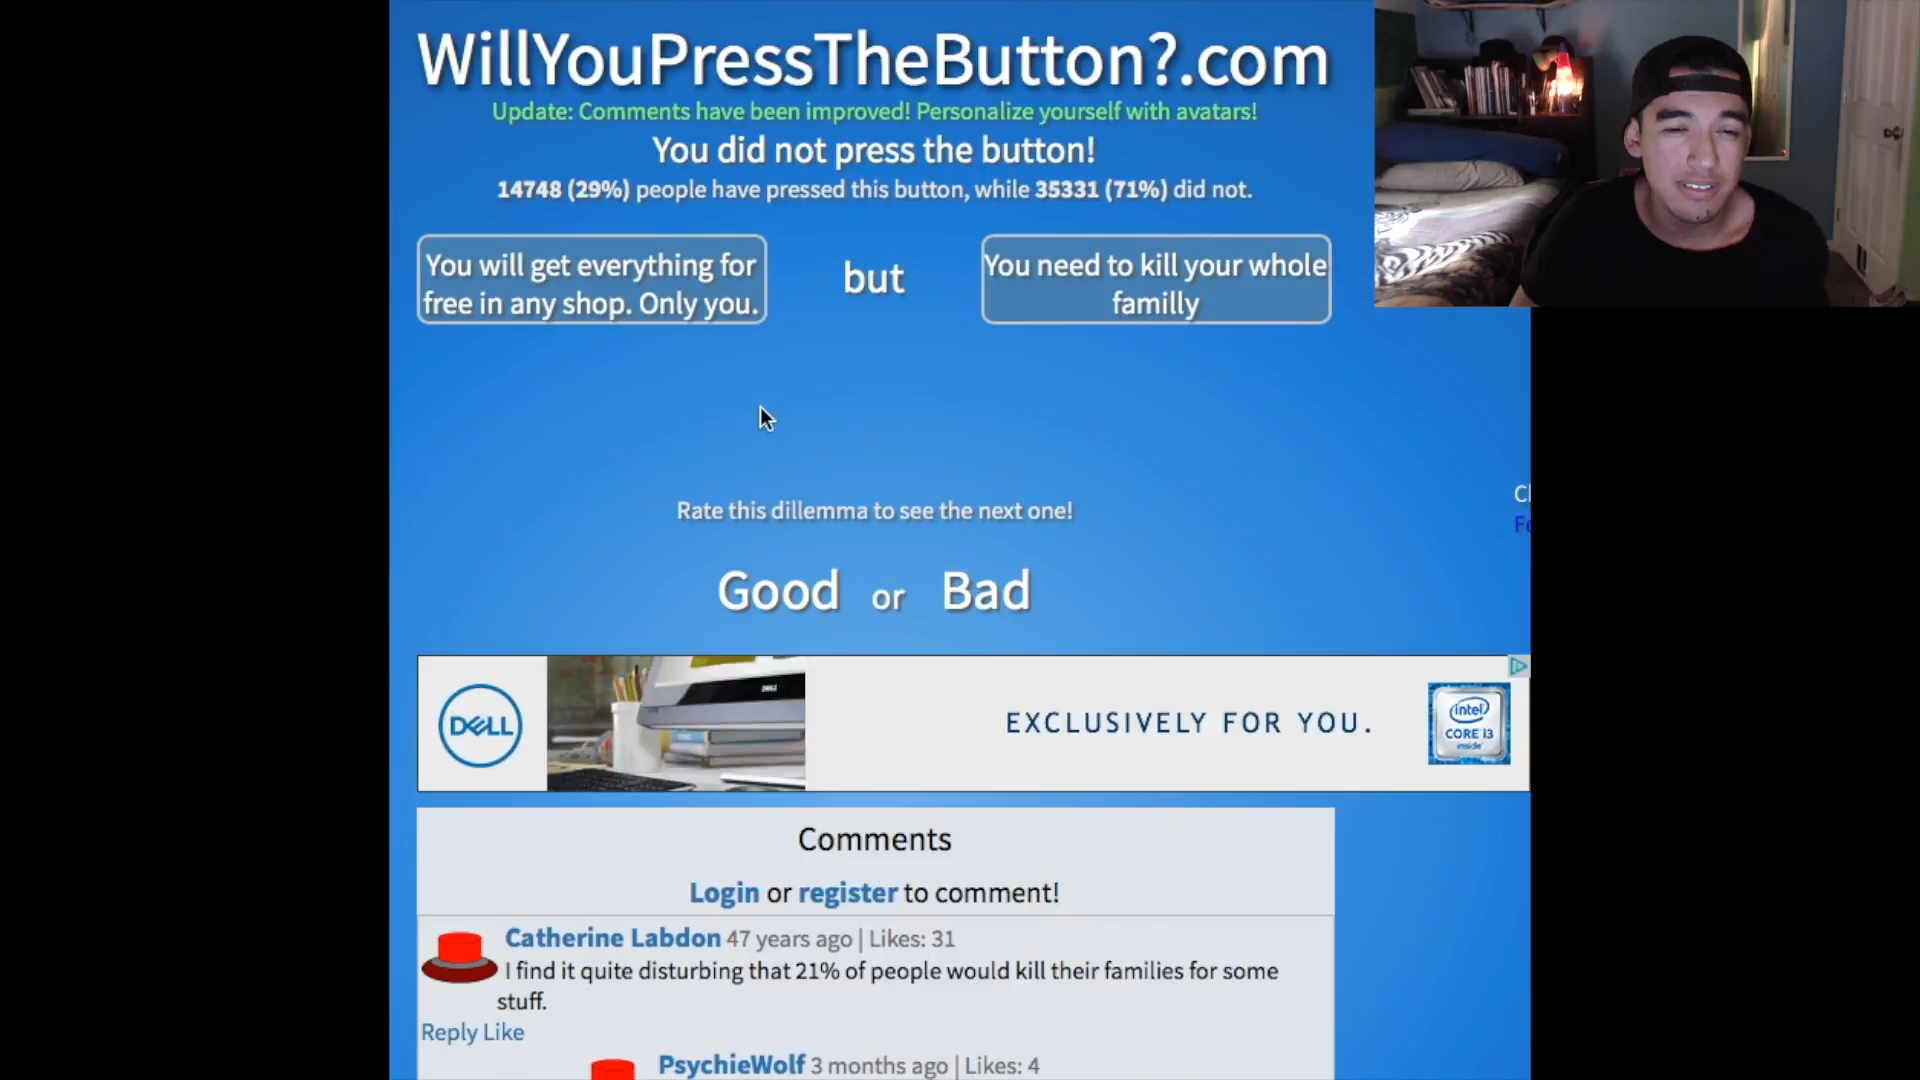 WillYouPressTheButton?.com
Update: Comments have been improved! Personalize yourself with avatars!
You did not press the button!
14748 (29%) people have pressed this button, while 35331 (71%) did not.
You will get everything for
free in any shop. Only you.
but
You need to kill your whole
familly
Rate this dillemma to see the next one!
Good or Bad
DELL
DELL
EXCLUSIVELY FOR YOU.
intel
CORE i3
inside
Comments
Login or register to comment!
Catherine Labdon 47 years ago | Likes: 31
I find it quite disturbing that 21% of people would kill their families for some
stuff.
Reply Like
PsychieWolf 3 months ago | Likes: 4